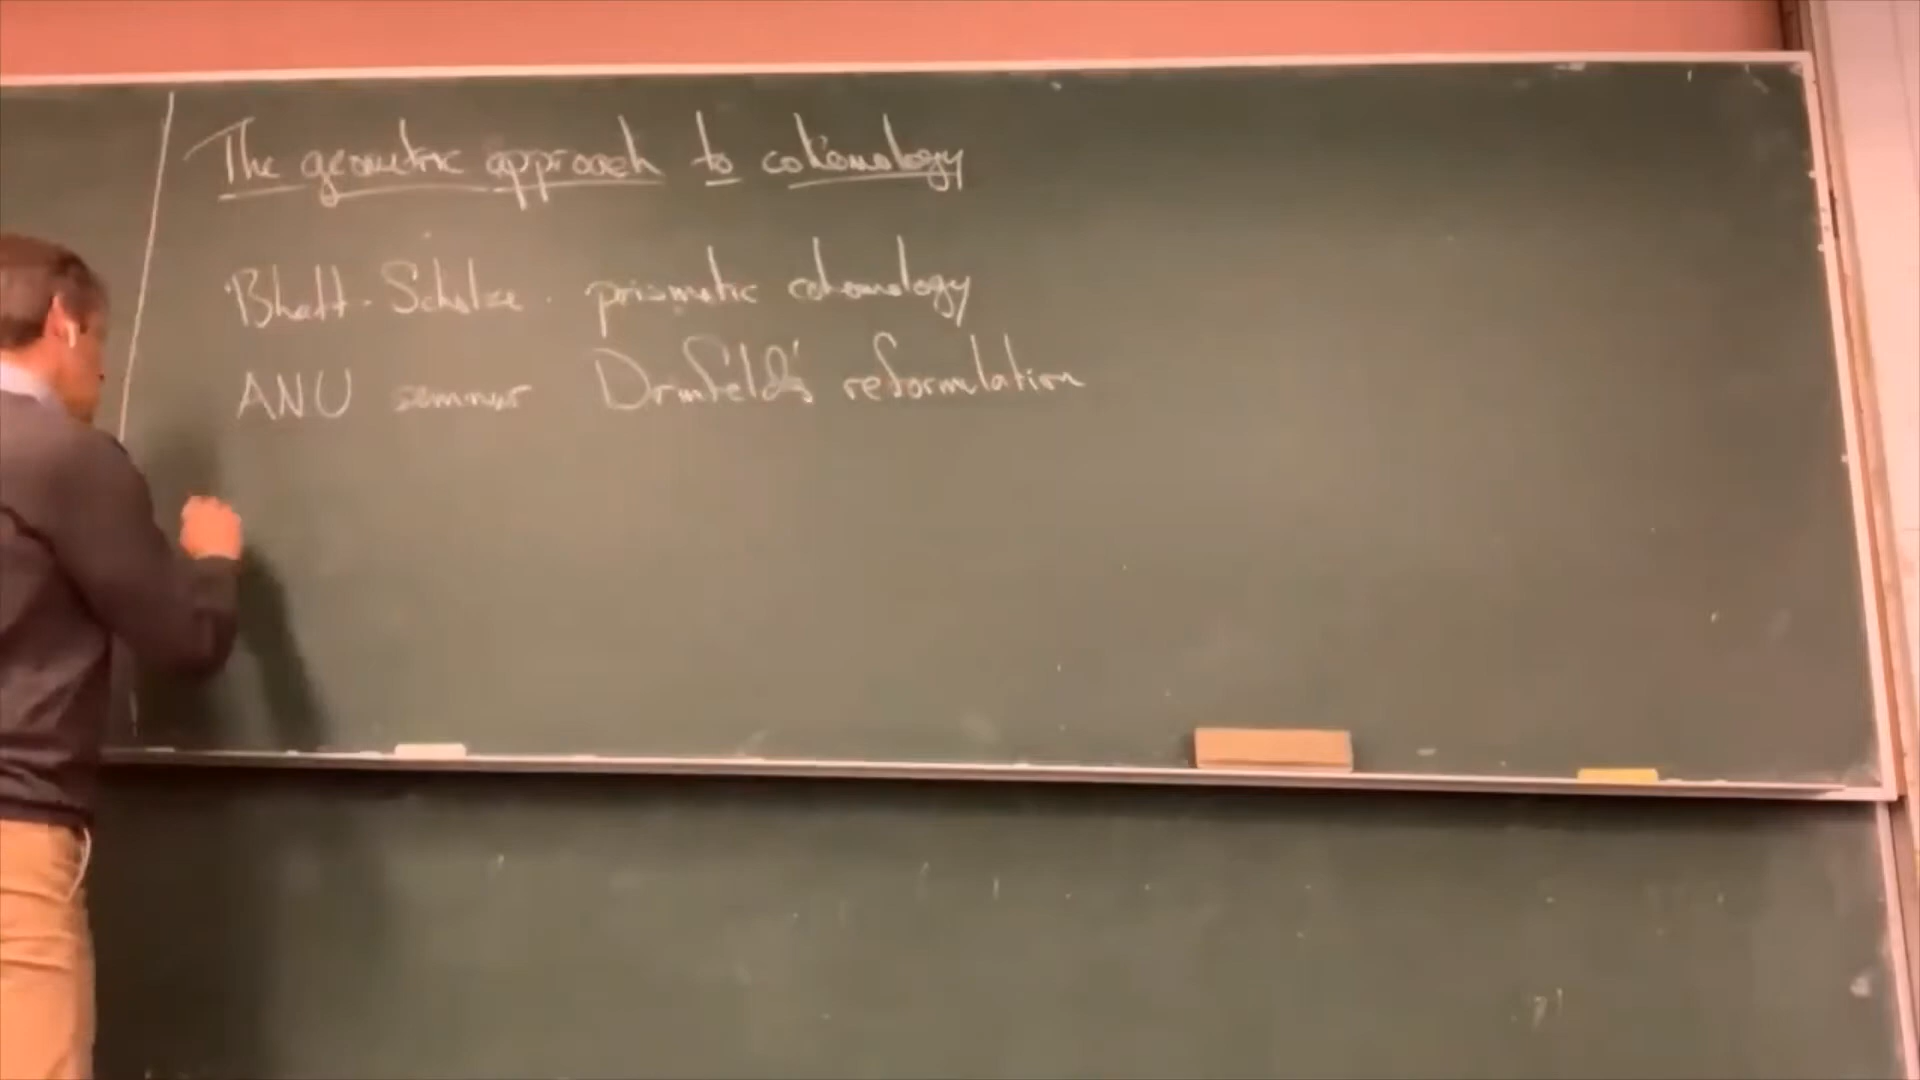 The geometric approach to cohomology
Bhatt-Scholze. prismatic cohomology
ANU seminar Drinfeld's reformulation